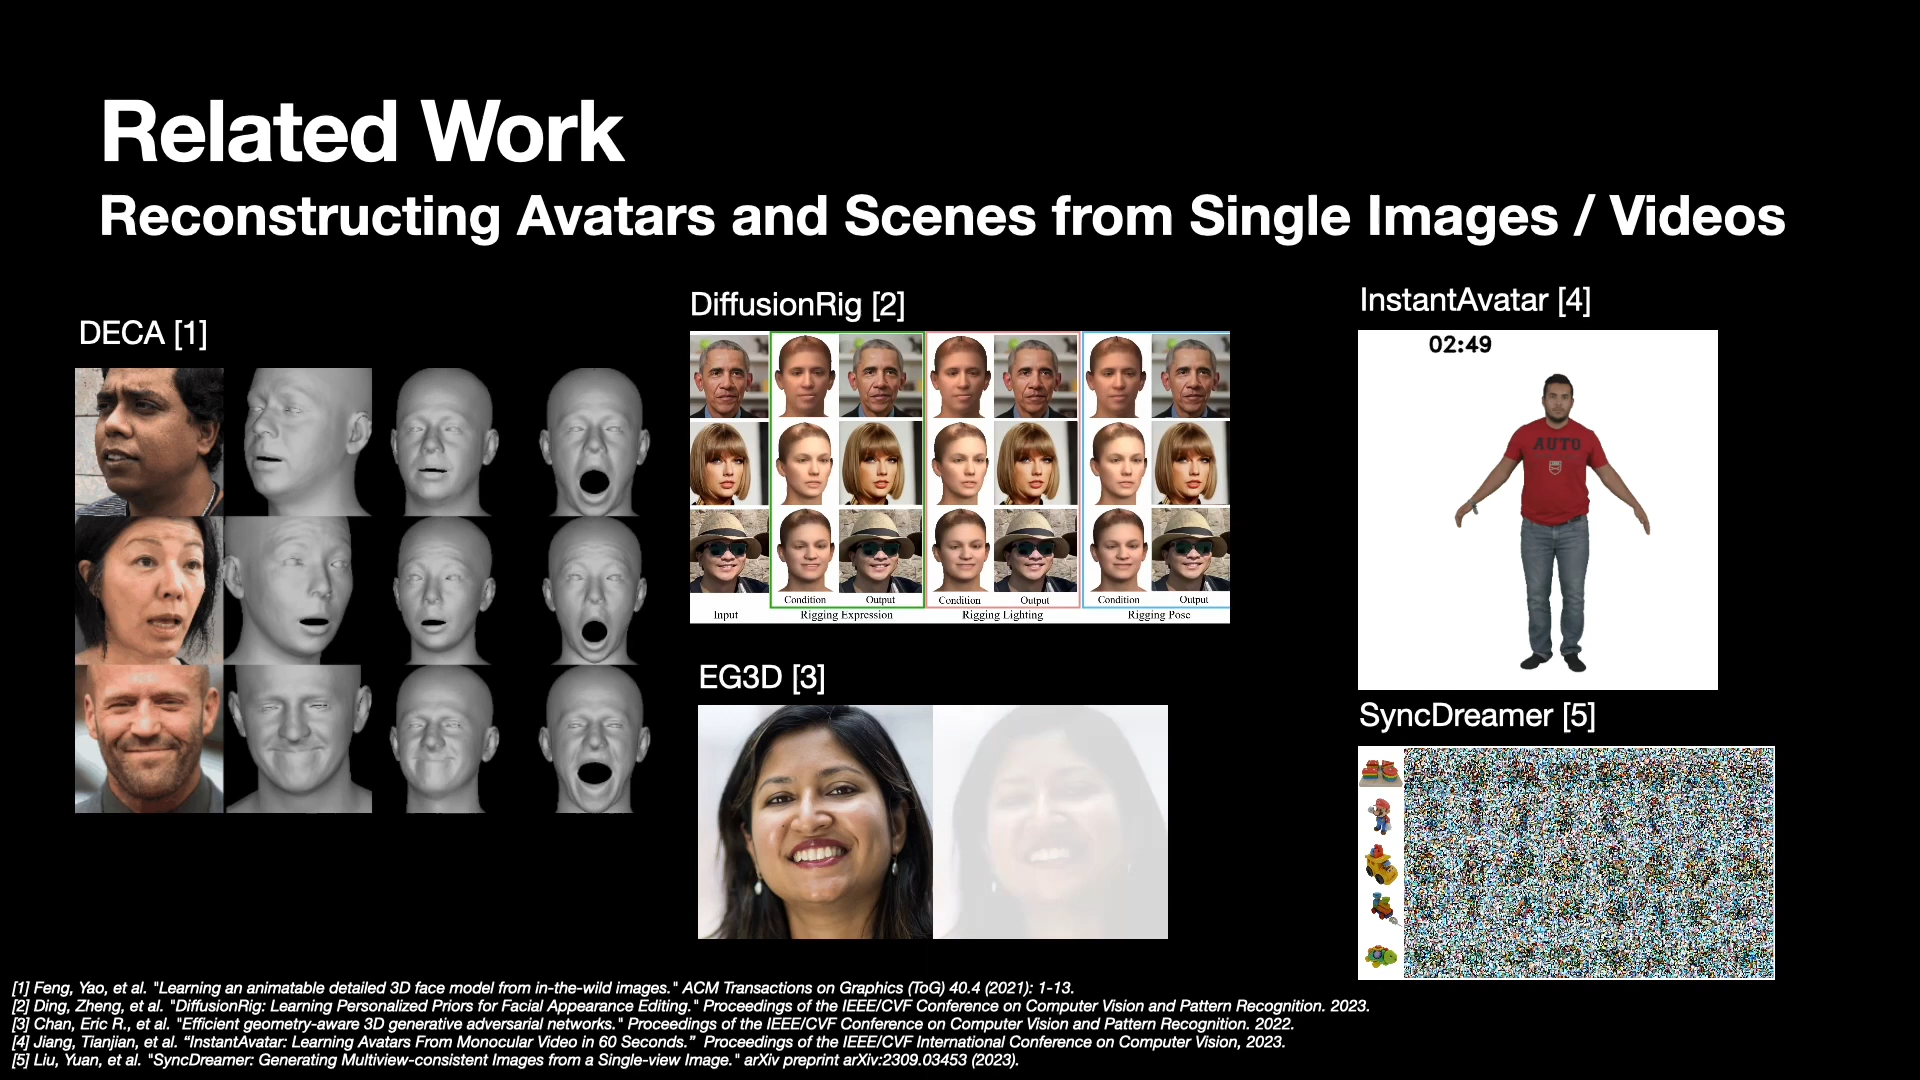 Related Work
Reconstructing Avatars and Scenes from Single Images / Videos
DECA [1]
DiffusionRig [2]
Condition Output Condition Output Condition Output
Input Rigging Expression Rigging Lighting Rigging Pose
EG3D [3]
InstantAvatar [4]
02:49
AUTO
SyncDreamer [5]
[1] Feng, Yao, et al. "Learning an animatable detailed 3D face model from in-the-wild images." ACM Transactions on Graphics (ToG) 40.4 (2021): 1-13.
[2] Ding, Zheng, et al. "DiffusionRig: Learning Personalized Priors for Facial Appearance Editing." Proceedings of the IEEE/CVF Conference on Computer Vision and Pattern Recognition. 2023.
[3] Chan, Eric R., et al. "Efficient geometry-aware 3D generative adversarial networks." Proceedings of the IEEE/CVF Conference on Computer Vision and Pattern Recognition. 2022.
[4] Jiang, Tianjian, et al. “InstantAvatar: Learning Avatars From Monocular Video in 60 Seconds.” Proceedings of the IEEE/CVF International Conference on Computer Vision, 2023.
[5] Liu, Yuan, et al. "SyncDreamer: Generating Multiview-consistent Images from a Single-view Image." arXiv preprint arXiv:2309.03453 (2023).